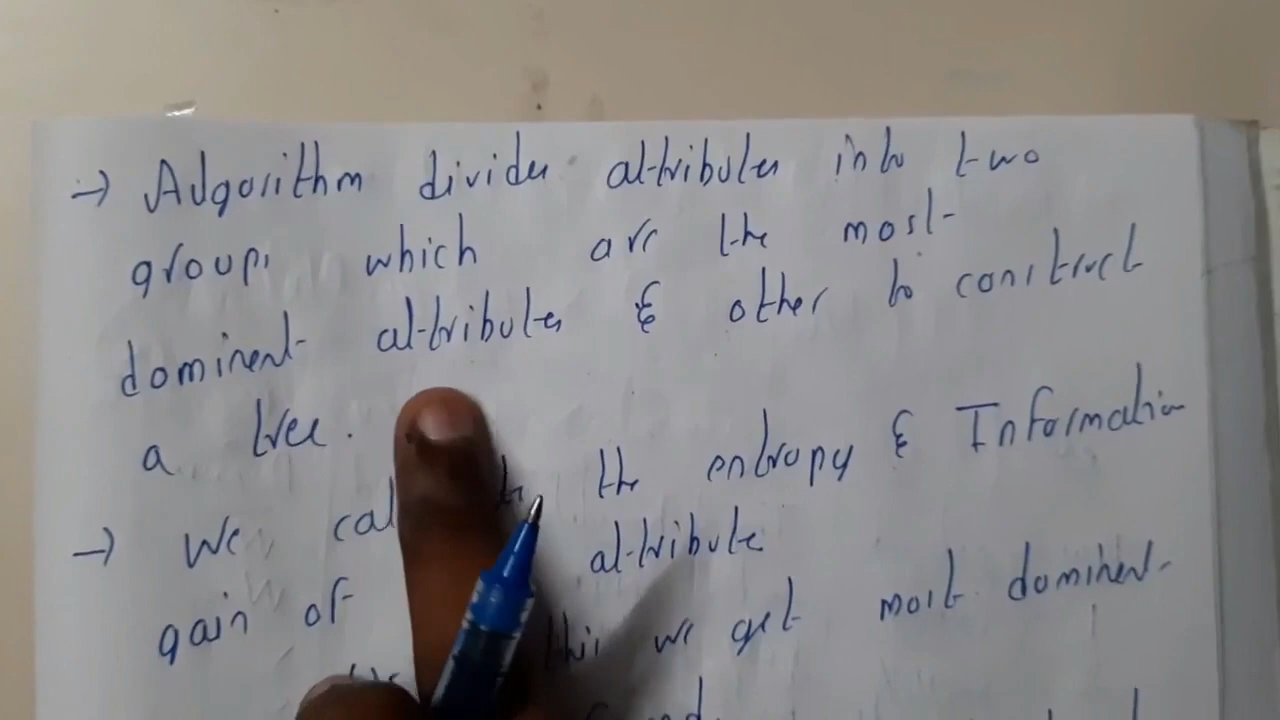 → Algorithm divides attributes into two
groups which are the most
dominent attributes & other to construct
a tree.
→ We the entropy & Information
gain of attribute
this we get most dominent